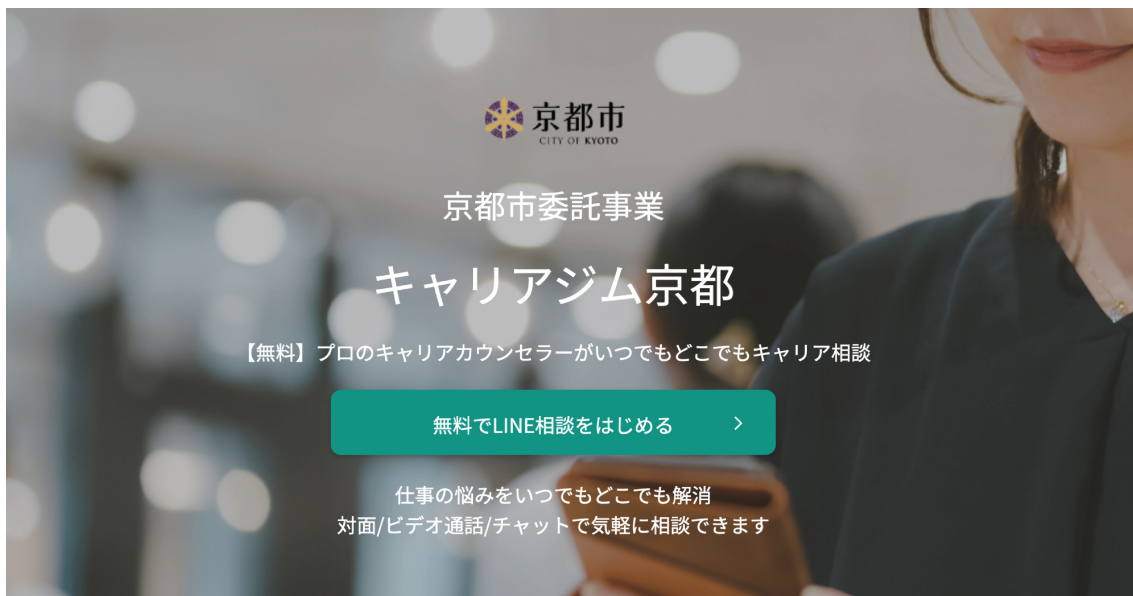 京都市
CITY OF KYOTO
京都市委託事業
キャリアジム京都
【無料】プロのキャリアカウンセラーがいつでもどこでもキャリア相談
無料でLINE相談をはじめる
仕事の悩みをいつでもどこでも解消
対面/ビデオ通話/チャットで気軽に相談できます